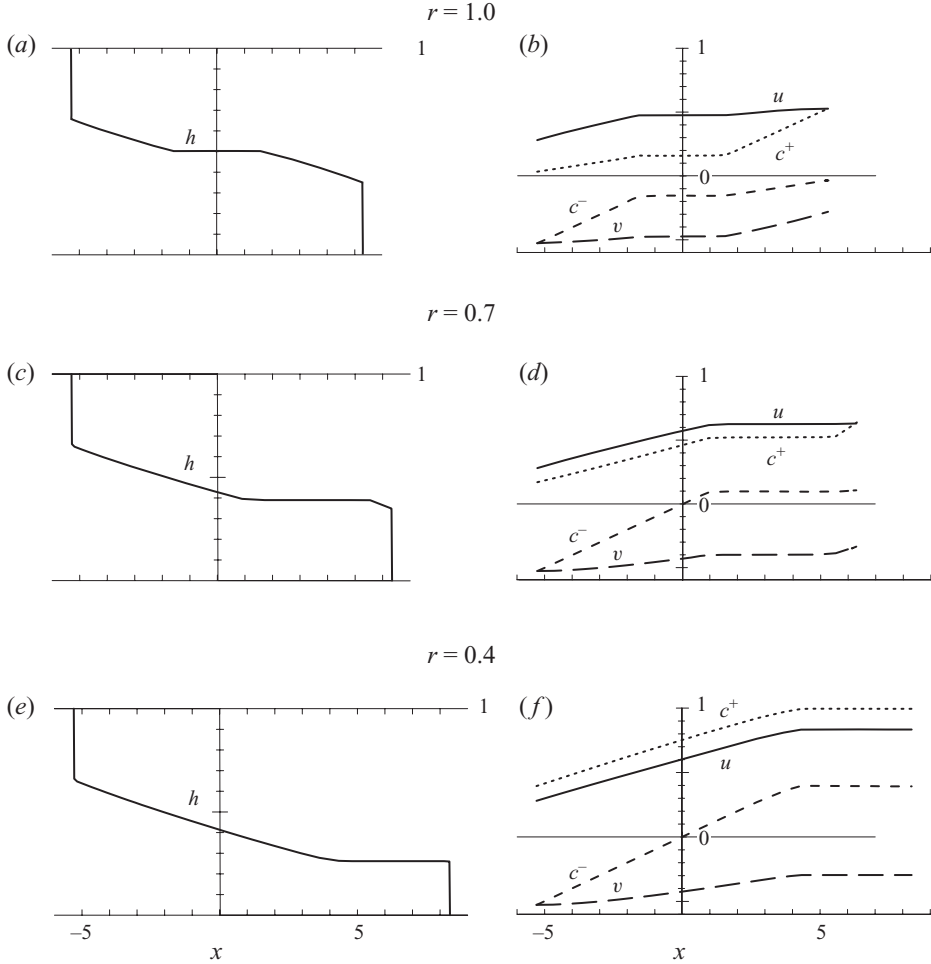 r = 1.0
(a)
1
h
(b)
1
u
c⁺
0
c⁻
v
r = 0.7
(c)
1
h
(d)
1
u
c⁺
0
c⁻
v
r = 0.4
(e)
1
h
–5
5
x
(f)
1
c⁺
u
0
c⁻
v
–5
5
x